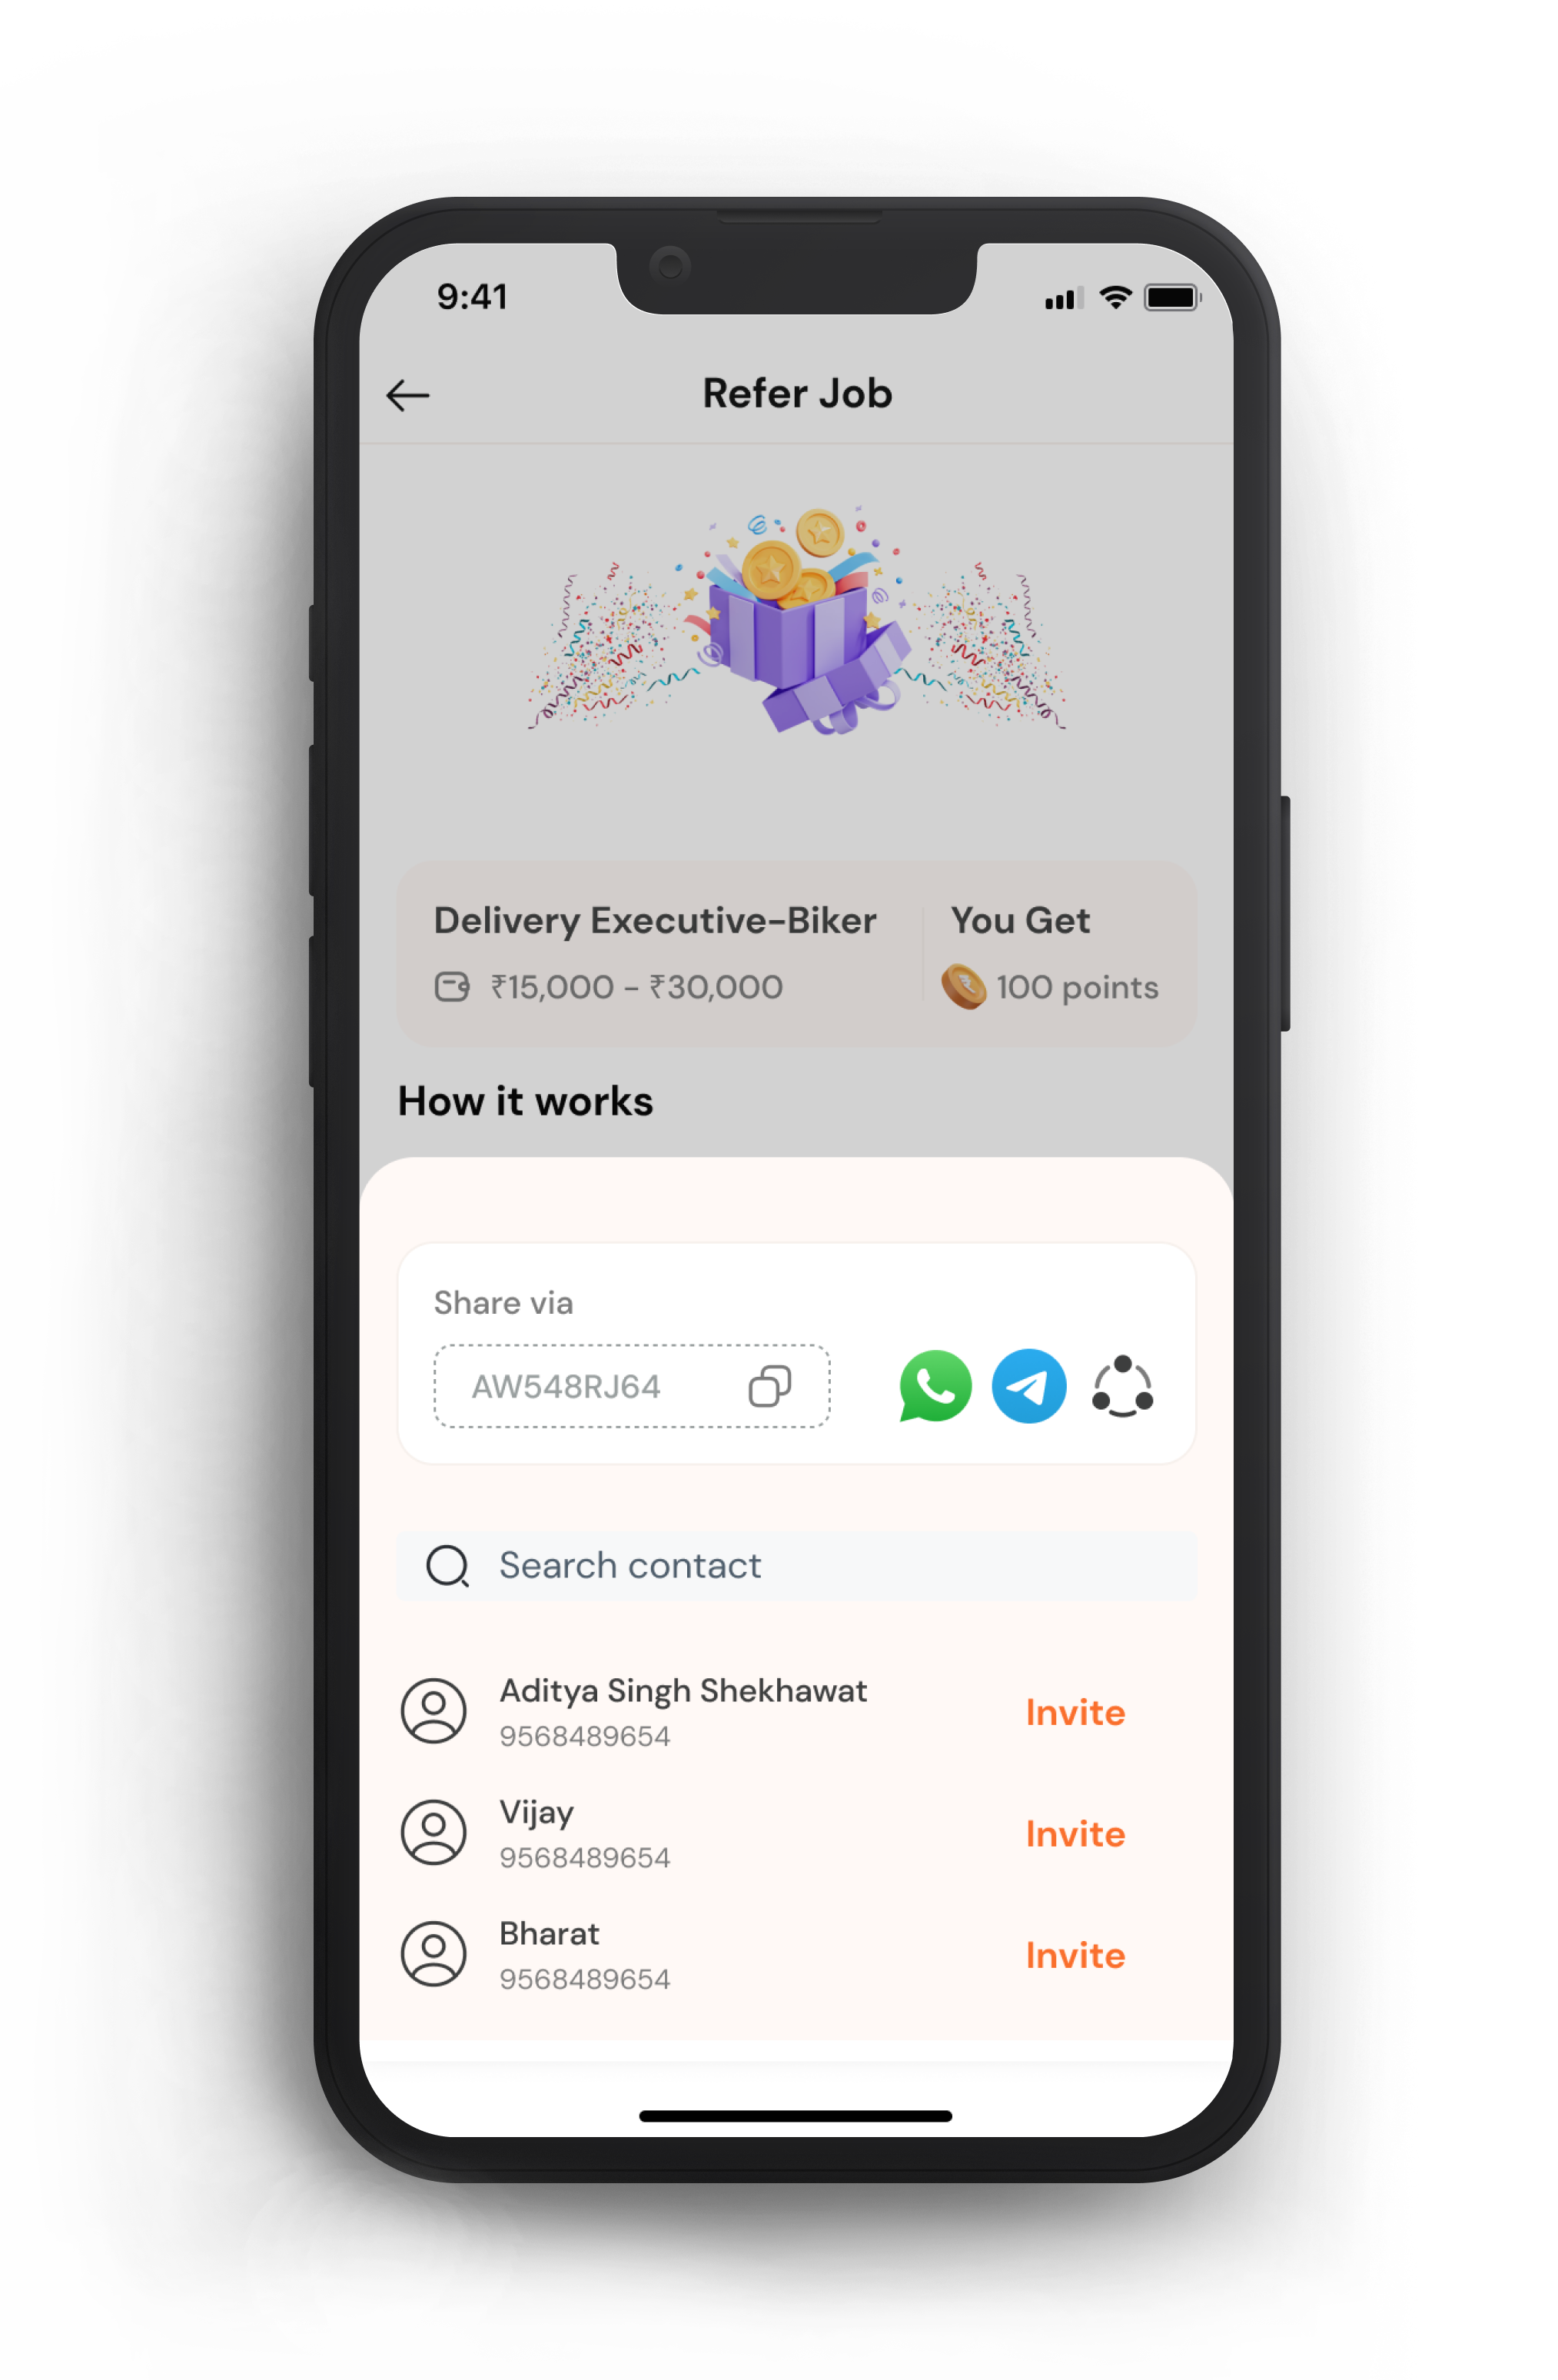 9:41
Refer Job
Delivery Executive-Biker
You Get
₹15,000 - ₹30,000
100 points
How it works
Share via
AW548RJ64
Search contact
Aditya Singh Shekhawat
9568489654
Invite
Vijay
9568489654
Invite
Bharat
9568489654
Invite